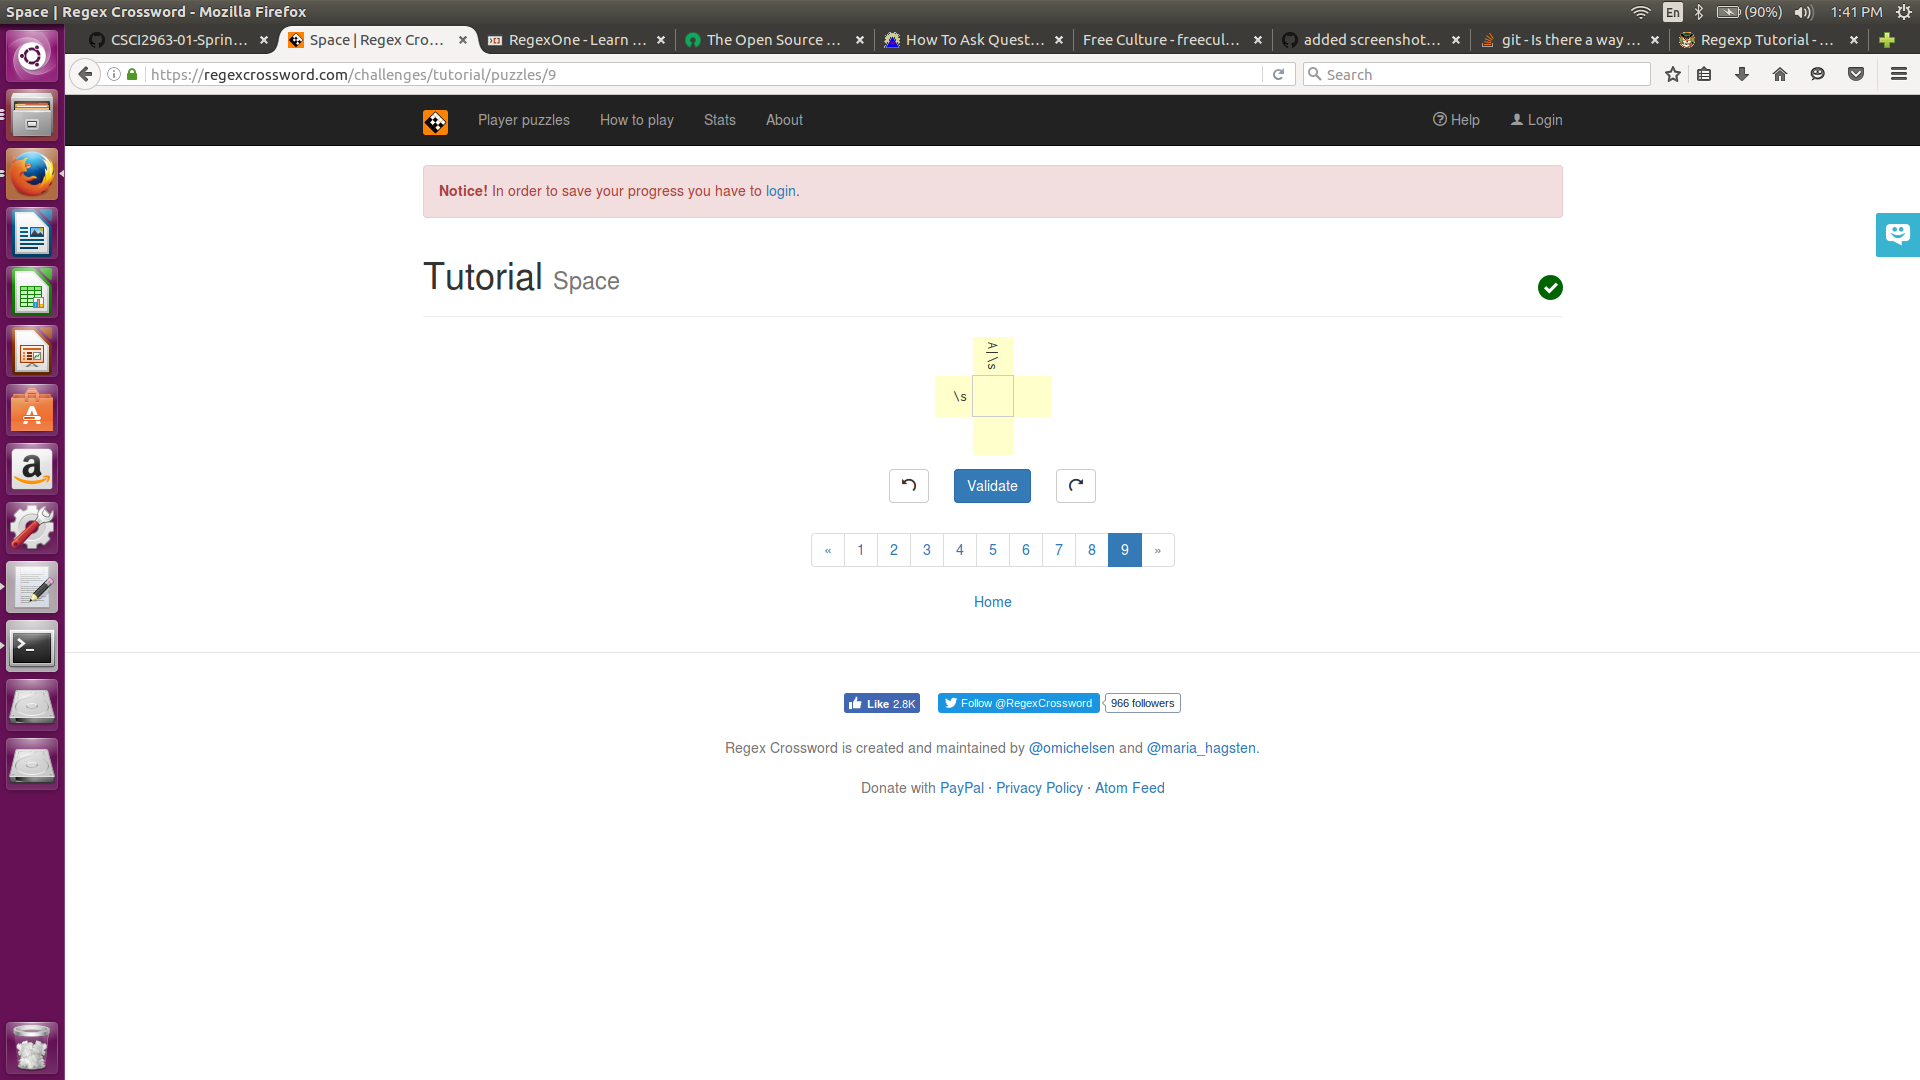 Space | Regex Crossword - Mozilla Firefox
En
(90%)
1:41 PM
CSCI2963-01-Sprin...
Space | Regex Cro...
RegexOne - Learn ...
The Open Source ...
How To Ask Quest...
Free Culture - freecul...
added screenshot...
git - Is there a way ...
Regexp Tutorial - ...
https://regexcrossword.com/challenges/tutorial/puzzles/9
Search
Player puzzles
How to play
Stats
About
Help
Login
Notice! In order to save your progress you have to login.
Tutorial Space
A|\s
\s
Validate
« 1 2 3 4 5 6 7 8 9 »
Home
Like 2.8K
Follow @RegexCrossword
966 followers
Regex Crossword is created and maintained by @omichelsen and @maria_hagsten.
Donate with PayPal · Privacy Policy · Atom Feed